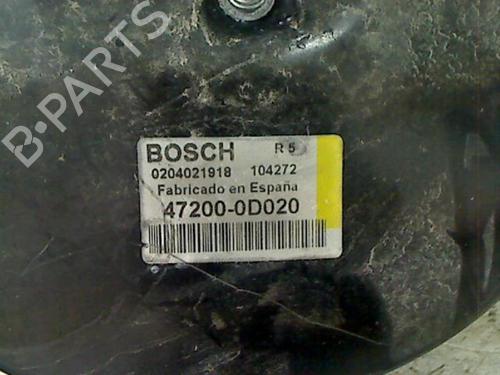 B-PARTS
BOSCH R 5
0204021918 104272
Fabricado en España
47200-0D020